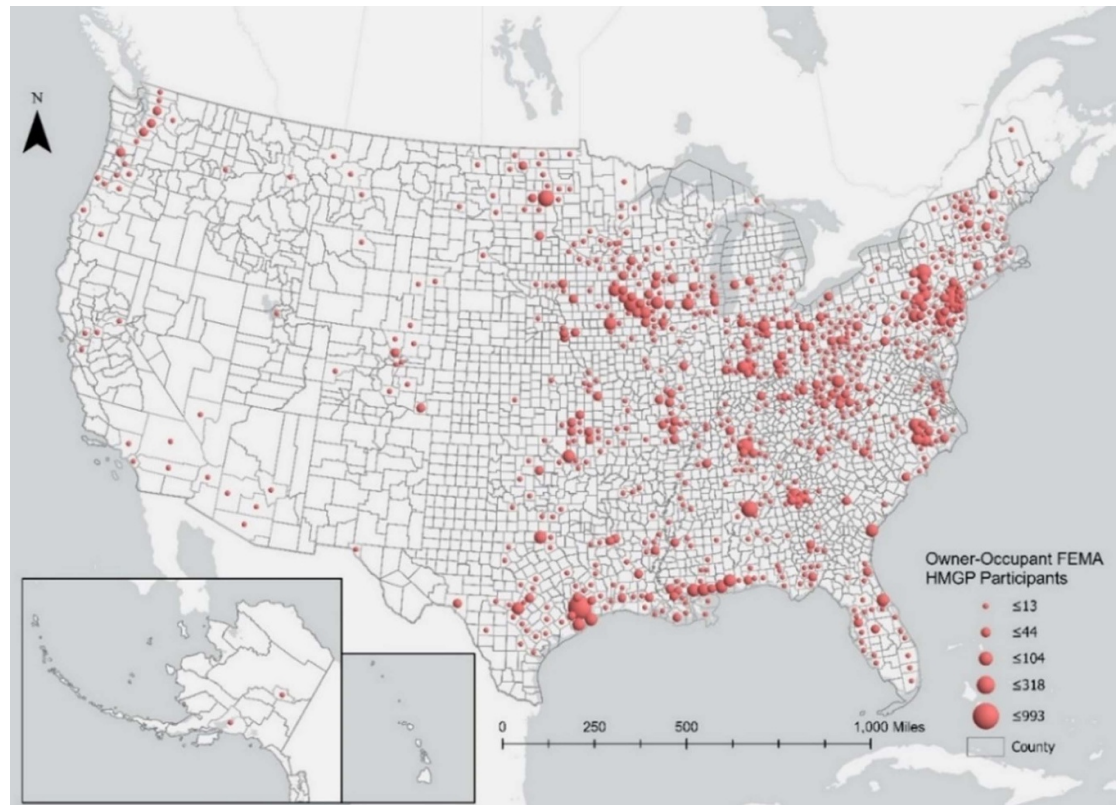 N
Owner-Occupant FEMA
HMGP Participants
≤13
≤44
≤104
≤318
≤993
County
0 250 500 1,000 Miles